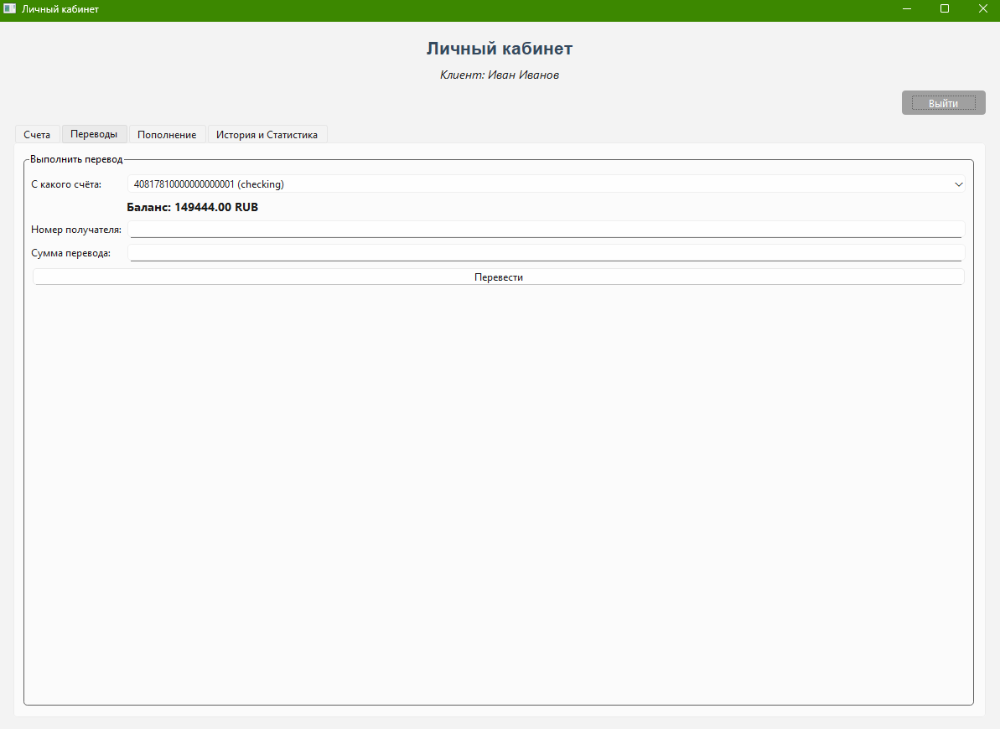 Личный кабинет
Личный кабинет
Клиент: Иван Иванов
Выйти
Счета Переводы Пополнение История и Статистика
Выполнить перевод
С какого счёта: 40817810000000000001 (checking)
Баланс: 149444.00 RUB
Номер получателя:
Сумма перевода:
Перевести